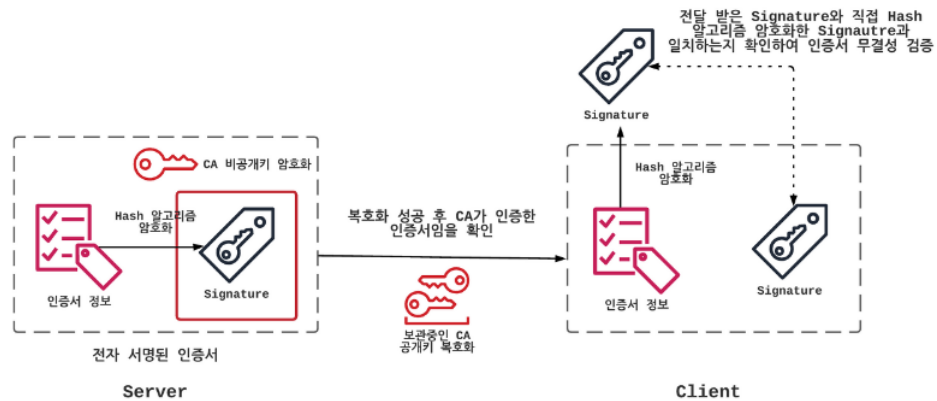 전달 받은 Signature와 직접 Hash
알고리즘 암호화한 Signautre과
일치하는지 확인하여 인증서 무결성 검증
Signature
CA 비공개키 암호화
Hash 알고리즘
암호화
Signature
인증서 정보
전자 서명된 인증서
Server
복호화 성공 후 CA가 인증한
인증서임을 확인
보관중인 CA
공개키 복호화
Hash 알고리즘
암호화
인증서 정보
Signature
Client